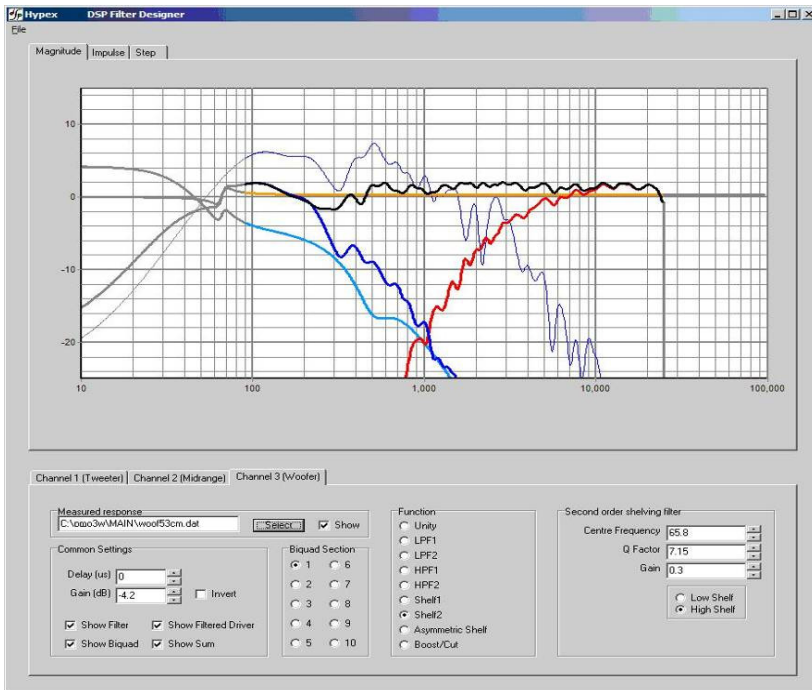 Hypex DSP Filter Designer
File
Magnitude Impulse Step
10
0
-10
-20
10 100 1,000 10,000 100,000
Channel 1 (Tweeter) Channel 2 (Midrange) Channel 3 (Woofer)
Measured response
C:\omo3w\MAIN\woof53cm.dat Select Show
Common Settings
Delay (us) 0
Gain (dB) -4.2 Invert
Show Filter Show Filtered Driver
Show Biquad Show Sum
Biquad Section
1 6
2 7
3 8
4 9
5 10
Function
Unity
LPF1
LPF2
HPF1
HPF2
Shelf1
Shelf2
Asymmetric Shelf
Boost/Cut
Second order shelving filter
Centre Frequency 65.8
Q Factor 7.15
Gain 0.3
Low Shelf
High Shelf